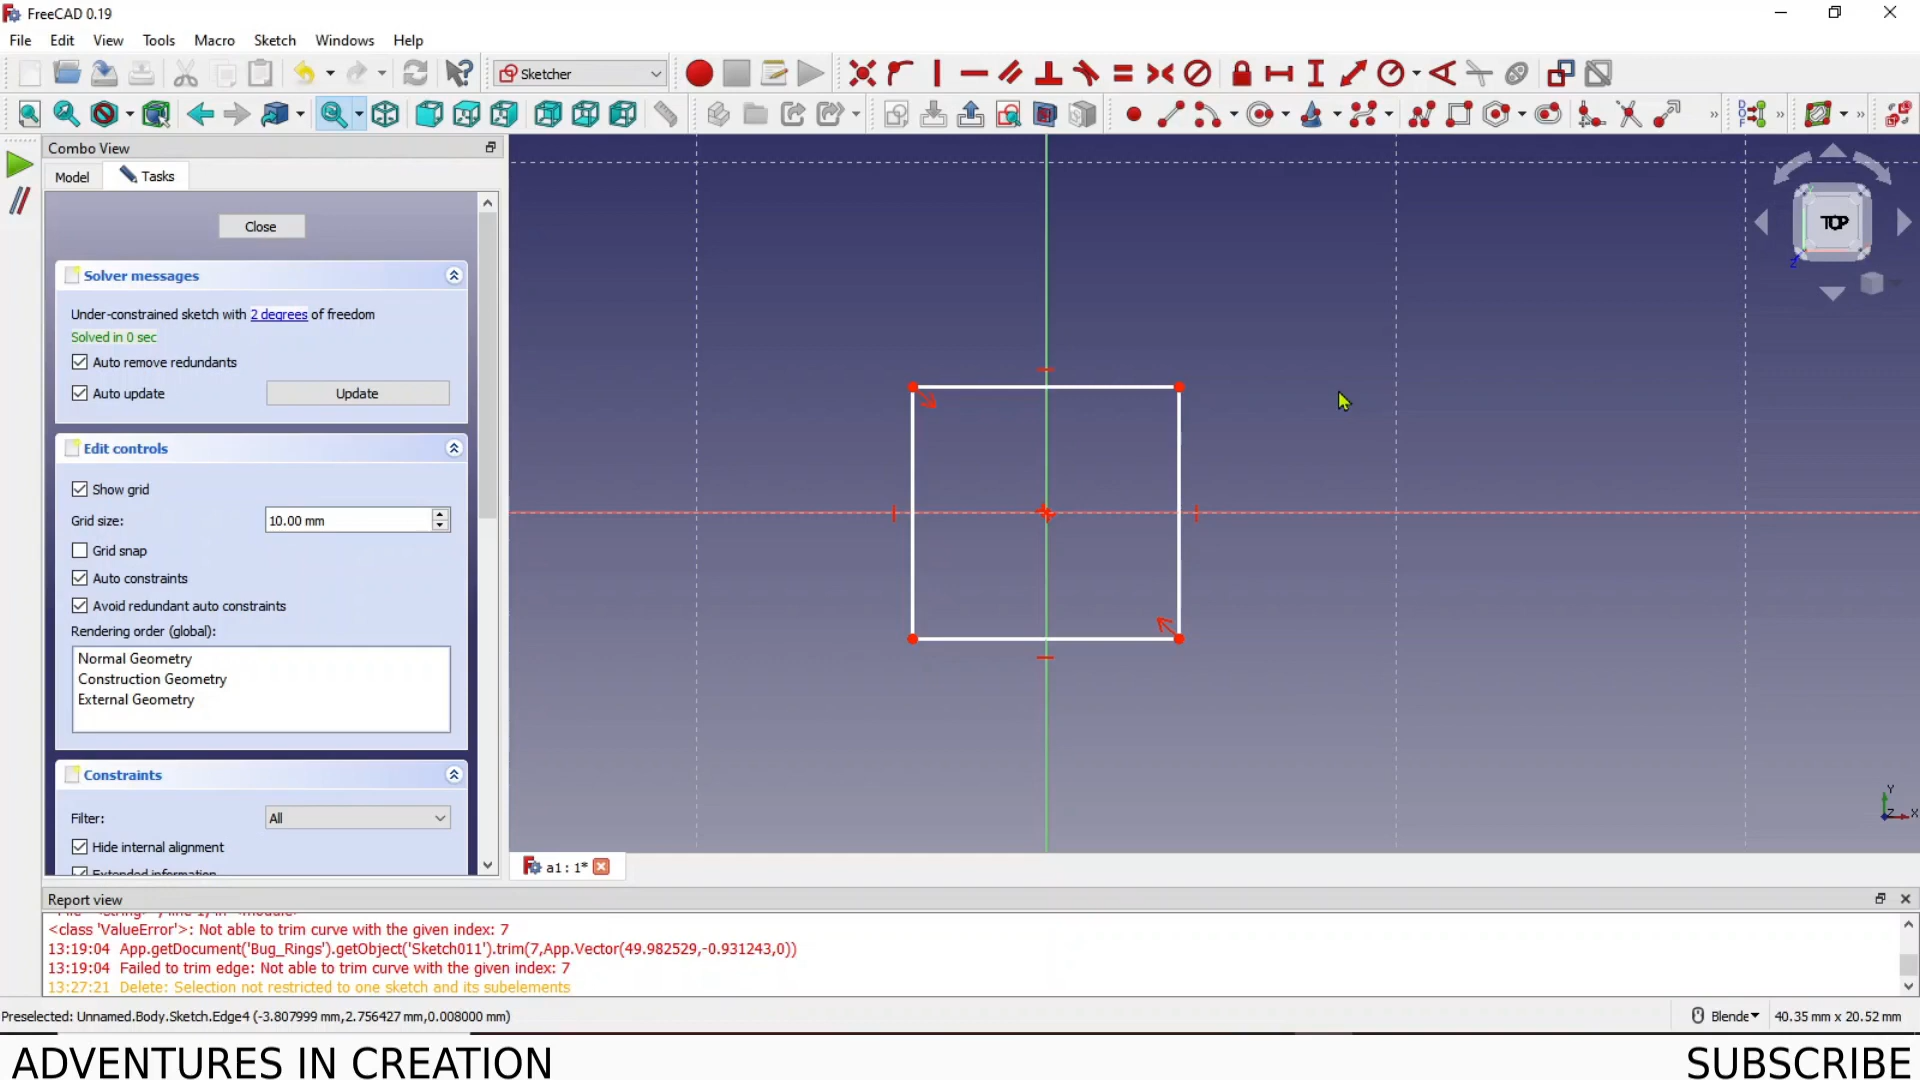 FreeCAD 0.19
File Edit View Tools Macro Sketch Windows Help
Sketcher
Combo View
Model Tasks
Close
Solver messages
Under-constrained sketch with 2 degrees of freedom
Solved in 0 sec
Auto remove redundants
Auto update Update
Edit controls
Show grid
Grid size: 10.00 mm
Grid snap
Auto constraints
Avoid redundant auto constraints
Rendering order (global):
Normal Geometry
Construction Geometry
External Geometry
Constraints
Filter: All
Hide internal alignment
Extended information
TOP
Z
Y
Z X
a1 : 1*
Report view
File "<string>", line 1, in <module>
<class 'ValueError'>: Not able to trim curve with the given index: 7
13:19:04 App.getDocument('Bug_Rings').getObject('Sketch011').trim(7,App.Vector(49.982529,-0.931243,0))
13:19:04 Failed to trim edge: Not able to trim curve with the given index: 7
13:27:21 Delete: Selection not restricted to one sketch and its subelements
Preselected: Unnamed.Body.Sketch.Edge4 (-3.807999 mm,2.756427 mm,0.008000 mm)
Blende 40.35 mm x 20.52 mm
ADVENTURES IN CREATION
SUBSCRIBE